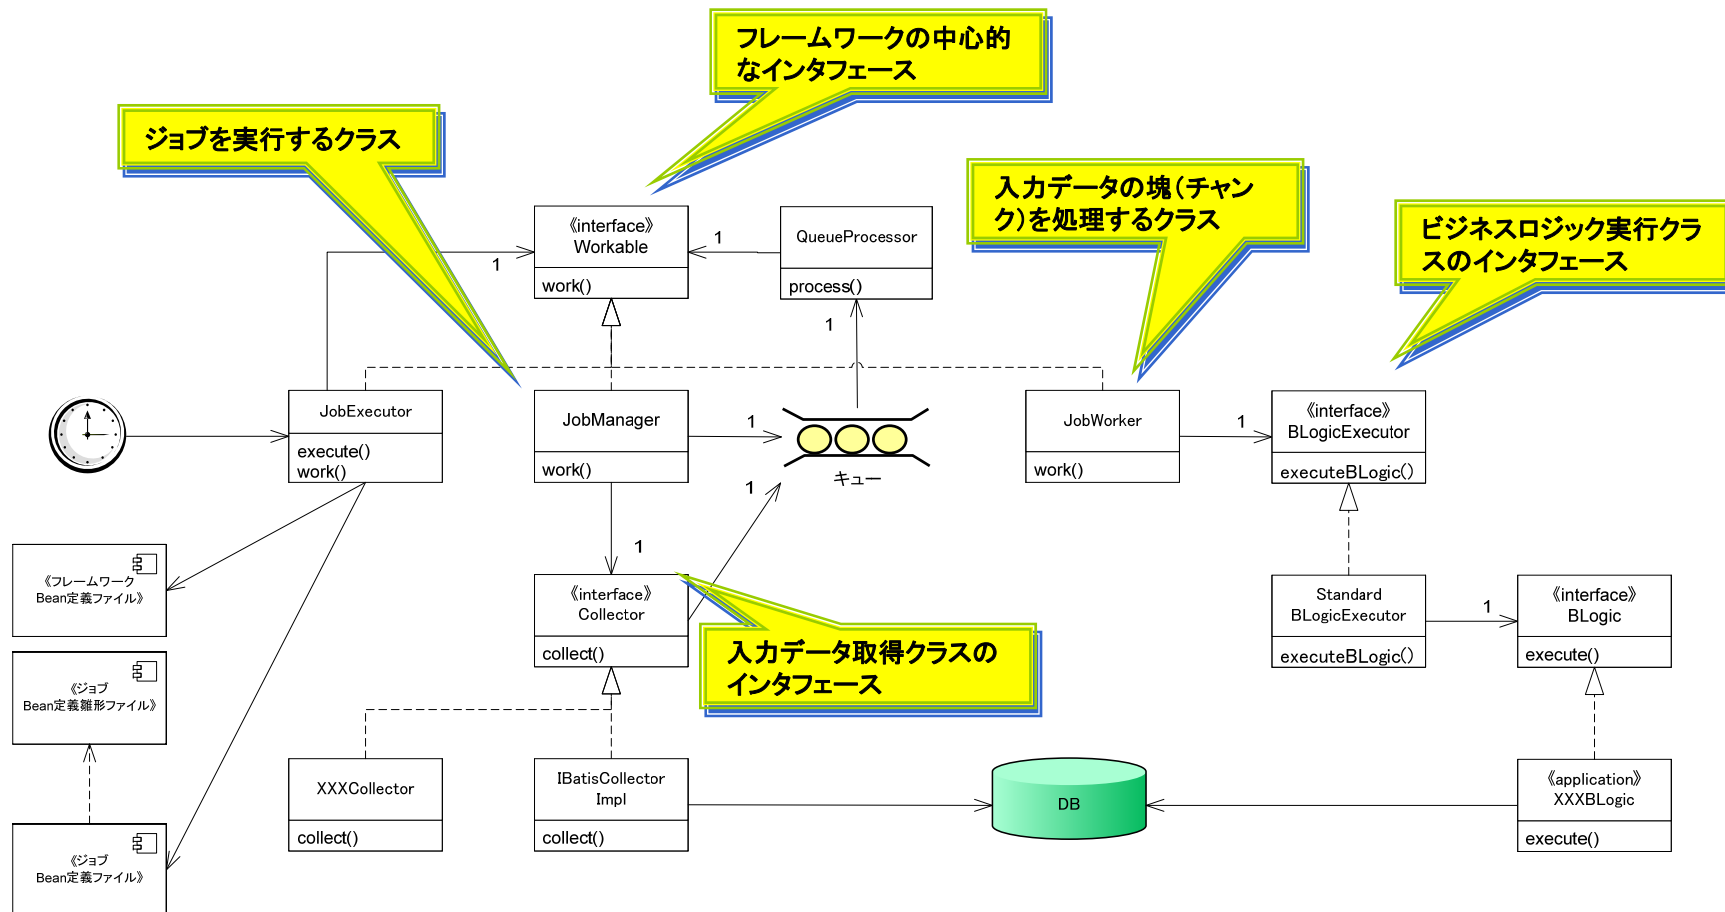 フレームワークの中心的
なインタフェース
ジョブを実行するクラス
入力データの塊（チャン
ク）を処理するクラス
ビジネスロジック実行クラ
スのインタフェース
《interface》
Workable
work()
QueueProcessor
process()
1
1
1
JobExecutor
execute()
work()
JobManager
work()
1
キュー
1
JobWorker
work()
1
《interface》
BLogicExecutor
executeBLogic()
《フレームワーク
Bean定義ファイル》
1
《interface》
Collector
collect()
入力データ取得クラスの
インタフェース
Standard
BLogicExecutor
executeBLogic()
1
《interface》
BLogic
execute()
《ジョブ
Bean定義雛形ファイル》
XXXCollector
collect()
IBatisCollector
Impl
collect()
DB
《application》
XXXBLogic
execute()
《ジョブ
Bean定義ファイル》